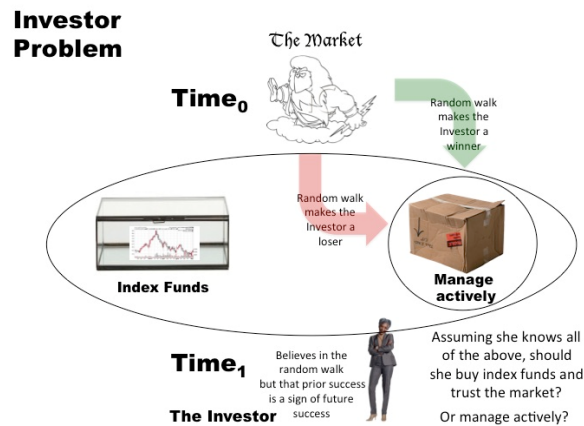 Investor
Problem
The Market
Time0
Random walk
makes the
Investor a
winner
Random walk
makes the
Investor a
loser
Index Funds
Manage
actively
Time1
Believes in the
random walk
but that prior success
is a sign of future
success
The Investor
Assuming she knows all
of the above, should
she buy index funds and
trust the market?
Or manage actively?